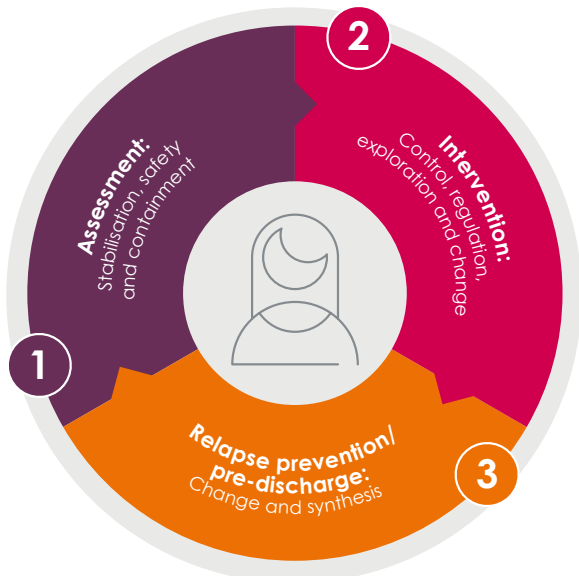 1
Assessment:
Stabilisation, safety
and containment
2
Intervention:
Control, regulation,
exploration and change
3
Relapse prevention/
pre-discharge:
Change and synthesis